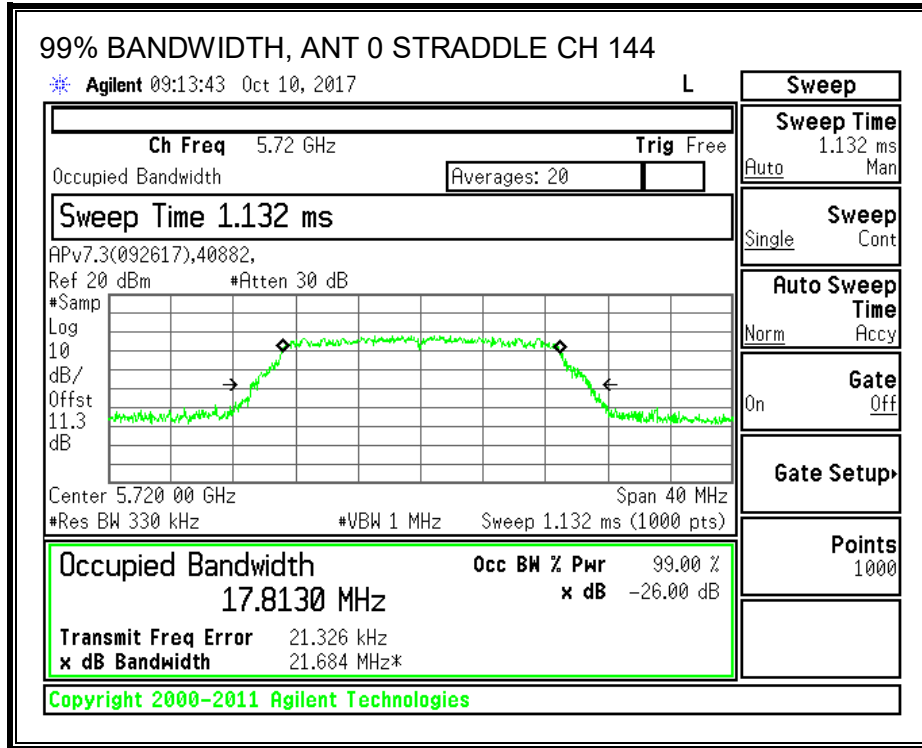 99% BANDWIDTH, ANT 0 STRADDLE CH 144
Agilent 09:13:43 Oct 10, 2017 L
Ch Freq 5.72 GHz Trig Free
Occupied Bandwidth Averages: 20
Sweep Time 1.132 ms
APv7.3(092617),40882,
Ref 20 dBm #Atten 30 dB
#Samp
Log
10
dB/
Offst
11.3
dB
Center 5.720 00 GHz Span 40 MHz
#Res BW 330 kHz #VBW 1 MHz Sweep 1.132 ms (1000 pts)
Occupied Bandwidth Occ BW % Pwr 99.00 %
17.8130 MHz x dB -26.00 dB
Transmit Freq Error 21.326 kHz
x dB Bandwidth 21.684 MHz*
Copyright 2000-2011 Agilent Technologies
Sweep
Sweep Time
1.132 ms
Auto Man
Sweep
Single Cont
Auto Sweep
Time
Norm Accy
Gate
On Off
Gate Setup
Points
1000